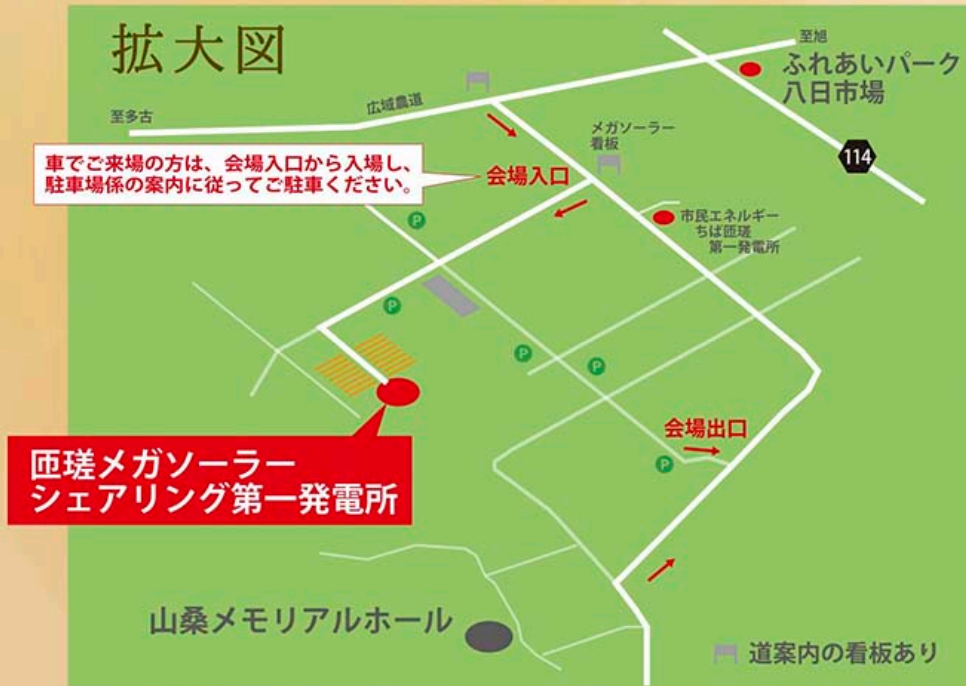 拡大図
至旭
ふれあいパーク
八日市場
広域農道
至多古
メガソーラー
看板
114
車でご来場の方は、会場入口から入場し、
駐車場係の案内に従ってご駐車ください。
会場入口
市民エネルギー
ちば匝瑳
第一発電所
P
P
P
P
会場出口
P
匝瑳メガソーラー
シェアリング第一発電所
山桑メモリアルホール
道案内の看板あり